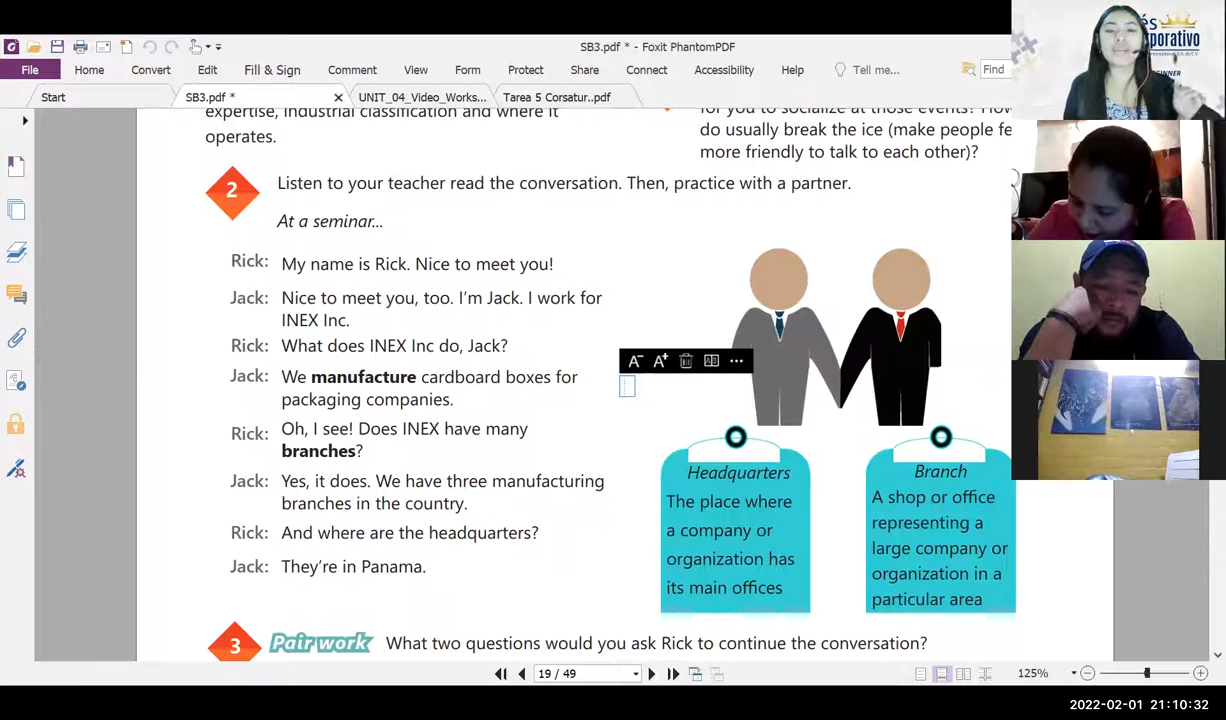 SB3.pdf * - Foxit PhantomPDF
File Home Convert Edit Fill & Sign Comment View Form Protect Share Connect Accessibility Help Tell me... Find
Start SB3.pdf * UNIT_04_Video_Works... Tarea 5 Corsatur..pdf
expertise, industrial classification and where it
operates.
for you to socialize at those events? How
do usually break the ice (make people fe
more friendly to talk to each other)?
2 Listen to your teacher read the conversation. Then, practice with a partner.
At a seminar...
Rick: My name is Rick. Nice to meet you!
Jack: Nice to meet you, too. I'm Jack. I work for
INEX Inc.
Rick: What does INEX Inc do, Jack?
Jack: We manufacture cardboard boxes for
packaging companies.
Rick: Oh, I see! Does INEX have many
branches?
Jack: Yes, it does. We have three manufacturing
branches in the country.
Rick: And where are the headquarters?
Jack: They're in Panama.
A- A+
Headquarters
The place where
a company or
organization has
its main offices
Branch
A shop or office
representing a
large company or
organization in a
particular area
3 Pair work What two questions would you ask Rick to continue the conversation?
19 / 49
125%
2022-02-01 21:10:32
és
orporativo